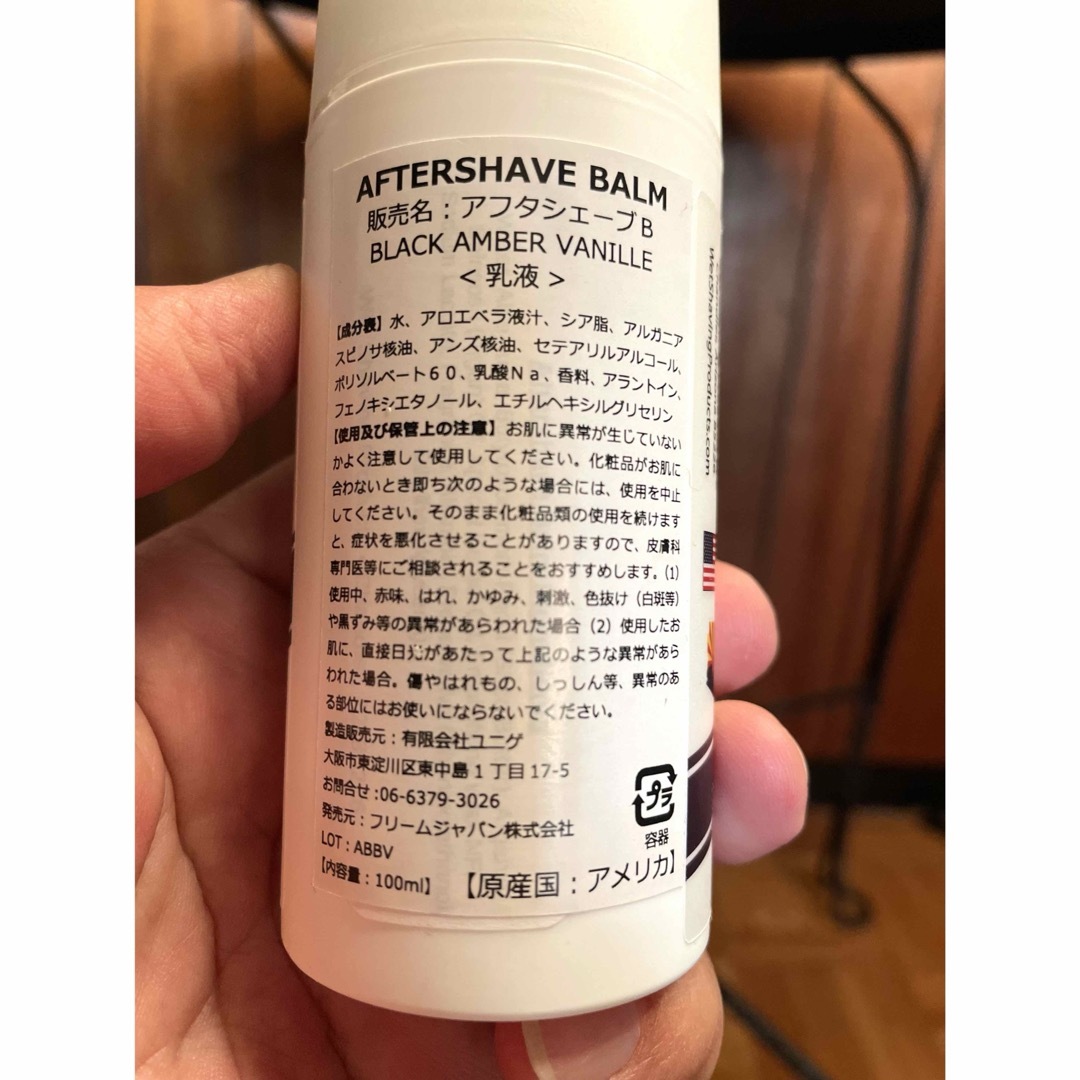 AFTERSHAVE BALM
販売名：アフタシェーブB
BLACK AMBER VANILLE
＜乳液＞
【成分表】水、アロエベラ液汁、シア脂、アルガニア
スピノサ核油、アンズ核油、セテアリルアルコール、
ポリソルベート６０、乳酸Ｎａ、香料、アラントイン、
フェノキシエタノール、エチルヘキシルグリセリン
【使用及び保管上の注意】お肌に異常が生じていない
かよく注意して使用してください。化粧品がお肌に
合わないとき即ち次のような場合には、使用を中止
してください。そのまま化粧品類の使用を続けます
と、症状を悪化させることがありますので、皮膚科
専門医等にご相談されることをおすすめします。(1)
使用中、赤味、はれ、かゆみ、刺激、色抜け（白斑等）
や黒ずみ等の異常があらわれた場合（2）使用したお
肌に、直接日光があたって上記のような異常があら
われた場合。傷やはれもの、しっしん等、異常のあ
る部位にはお使いにならないでください。
製造販売元：有限会社ユニゲ
大阪市東淀川区東中島１丁目17-5
お問合せ:06-6379-3026
発売元：フリームジャパン株式会社
LOT：ABBV
【内容量：100ml】
【原産国：アメリカ】
プラ
容器
WetshavingProducts.com